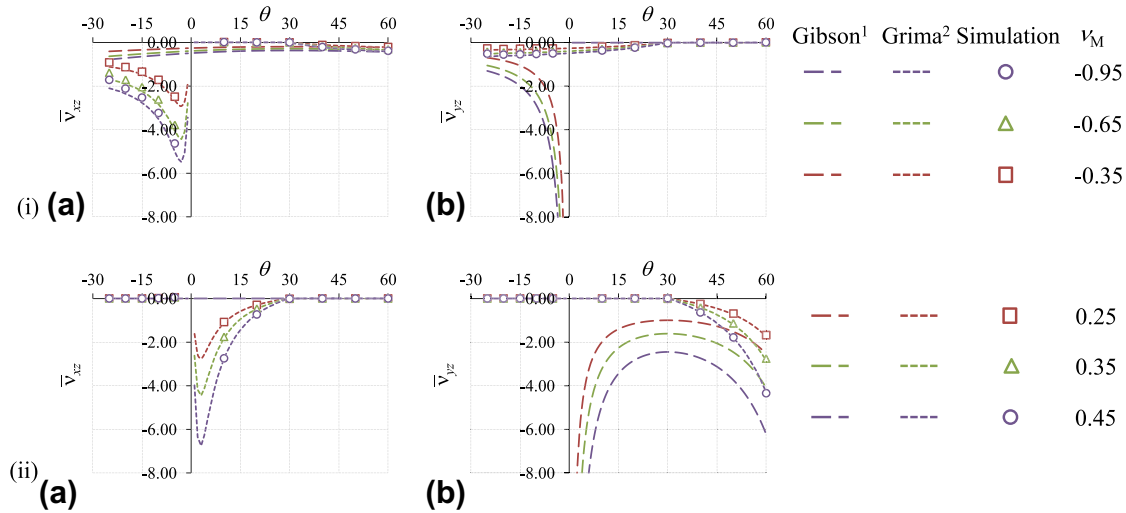 θ θ
-30 -15 0 15 30 45 60 -30 -15 0 15 30 45 60
0.00 0.00
-2.00 -2.00
-4.00 -4.00
-6.00 -6.00
-8.00 -8.00
ν̅xz ν̅yz
(i) (a) (b)
Gibson¹ Grima² Simulation νM
-0.95
-0.65
-0.35
θ θ
-30 -15 0 15 30 45 60 -30 -15 0 15 30 45 60
0.00 0.00
-2.00 -2.00
-4.00 -4.00
-6.00 -6.00
-8.00 -8.00
ν̅xz ν̅yz
(ii) (a) (b)
0.25
0.35
0.45